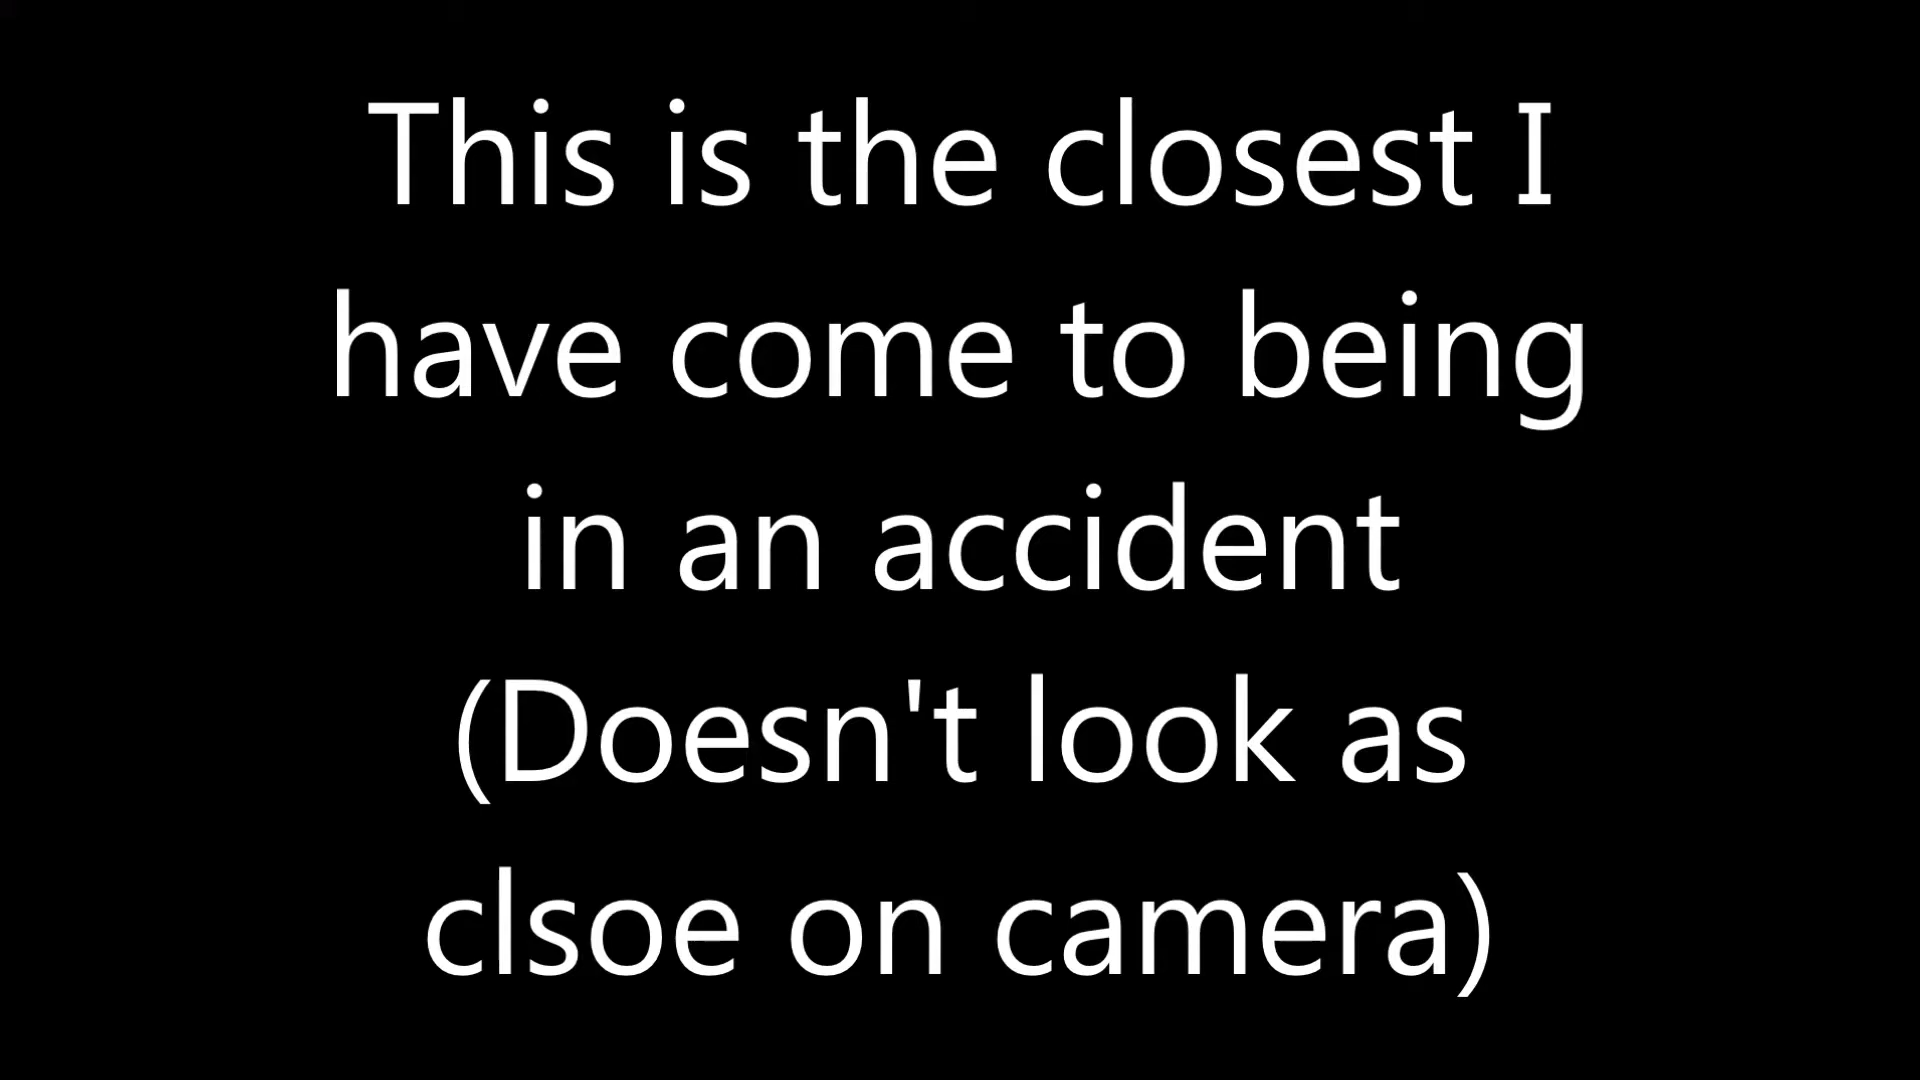 This is the closest I
have come to being
in an accident
(Doesn't look as
clsoe on camera)